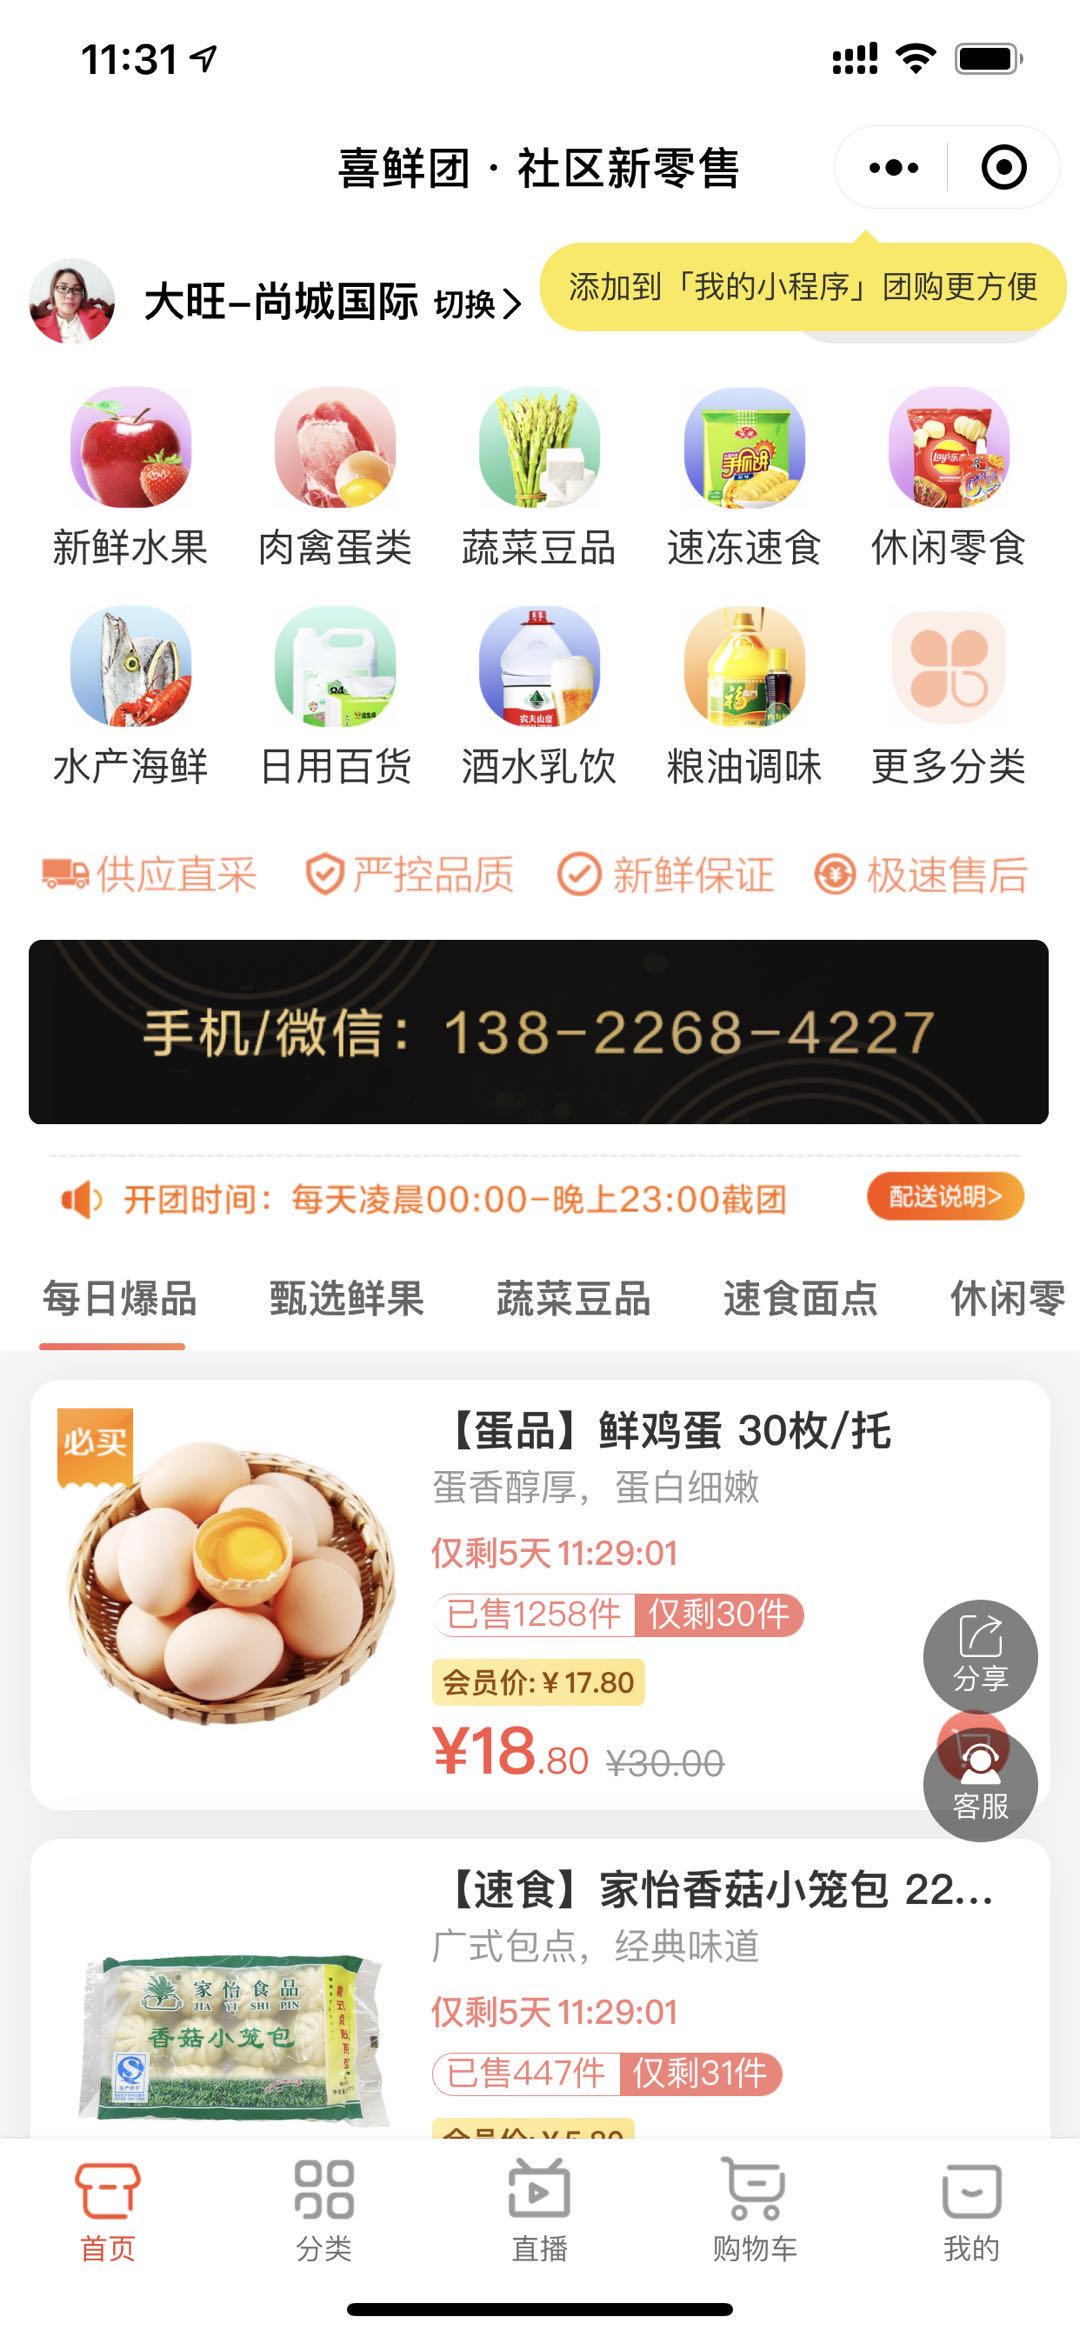 11:31
喜鲜团 · 社区新零售
大旺-尚城国际 切换
添加到「我的小程序」团购更方便
新鲜水果
肉禽蛋类
蔬菜豆品
速冻速食
休闲零食
水产海鲜
日用百货
酒水乳饮
粮油调味
更多分类
供应直采
严控品质
新鲜保证
极速售后
手机/微信：138-2268-4227
开团时间：每天凌晨00:00-晚上23:00截团
配送说明>
每日爆品
甄选鲜果
蔬菜豆品
速食面点
休闲零
必买
【蛋品】鲜鸡蛋 30枚/托
蛋香醇厚，蛋白细嫩
仅剩5天 11:29:01
已售1258件 仅剩30件
会员价:¥17.80
¥18.80 ¥30.00
分享
客服
【速食】家怡香菇小笼包 22...
广式包点，经典味道
仅剩5天 11:29:01
已售447件 仅剩31件
会员价:¥5.80
家怡食品
JIA YI SHI PIN
香菇小笼包
首页
分类
直播
购物车
我的